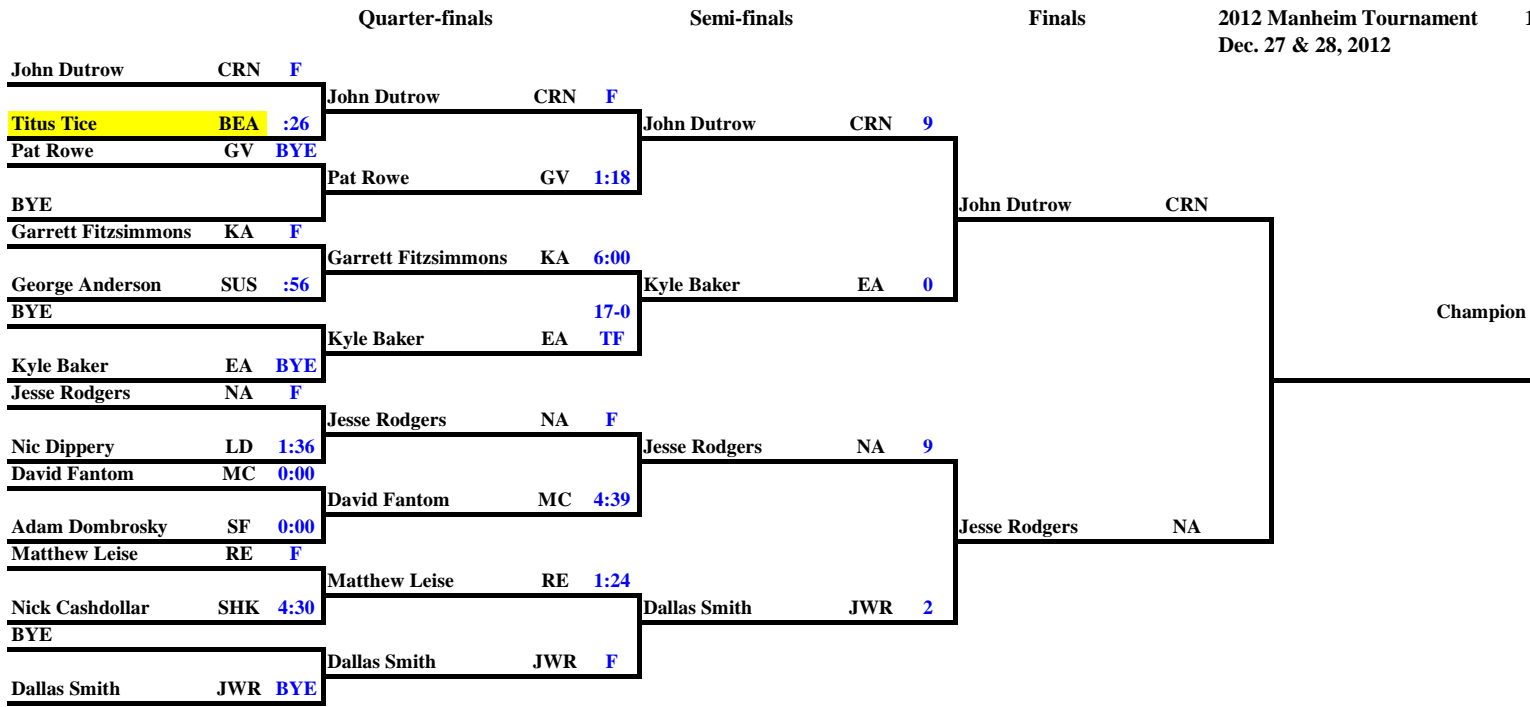 Quarter-finals Semi-finals Finals 2012 Manheim Tournament 1
Dec. 27 & 28, 2012
John Dutrow CRN F
John Dutrow CRN F
Titus Tice BEA :26 John Dutrow CRN 9
Pat Rowe GV BYE
Pat Rowe GV 1:18
BYE John Dutrow CRN
Garrett Fitzsimmons KA F
Garrett Fitzsimmons KA 6:00
George Anderson SUS :56 Kyle Baker EA 0
BYE 17-0 Champion
Kyle Baker EA TF
Kyle Baker EA BYE
Jesse Rodgers NA F
Jesse Rodgers NA F
Nic Dippery LD 1:36 Jesse Rodgers NA 9
David Fantom MC 0:00
David Fantom MC 4:39
Adam Dombrosky SF 0:00 Jesse Rodgers NA
Matthew Leise RE F
Matthew Leise RE 1:24
Nick Cashdollar SHK 4:30 Dallas Smith JWR 2
BYE
Dallas Smith JWR F
Dallas Smith JWR BYE